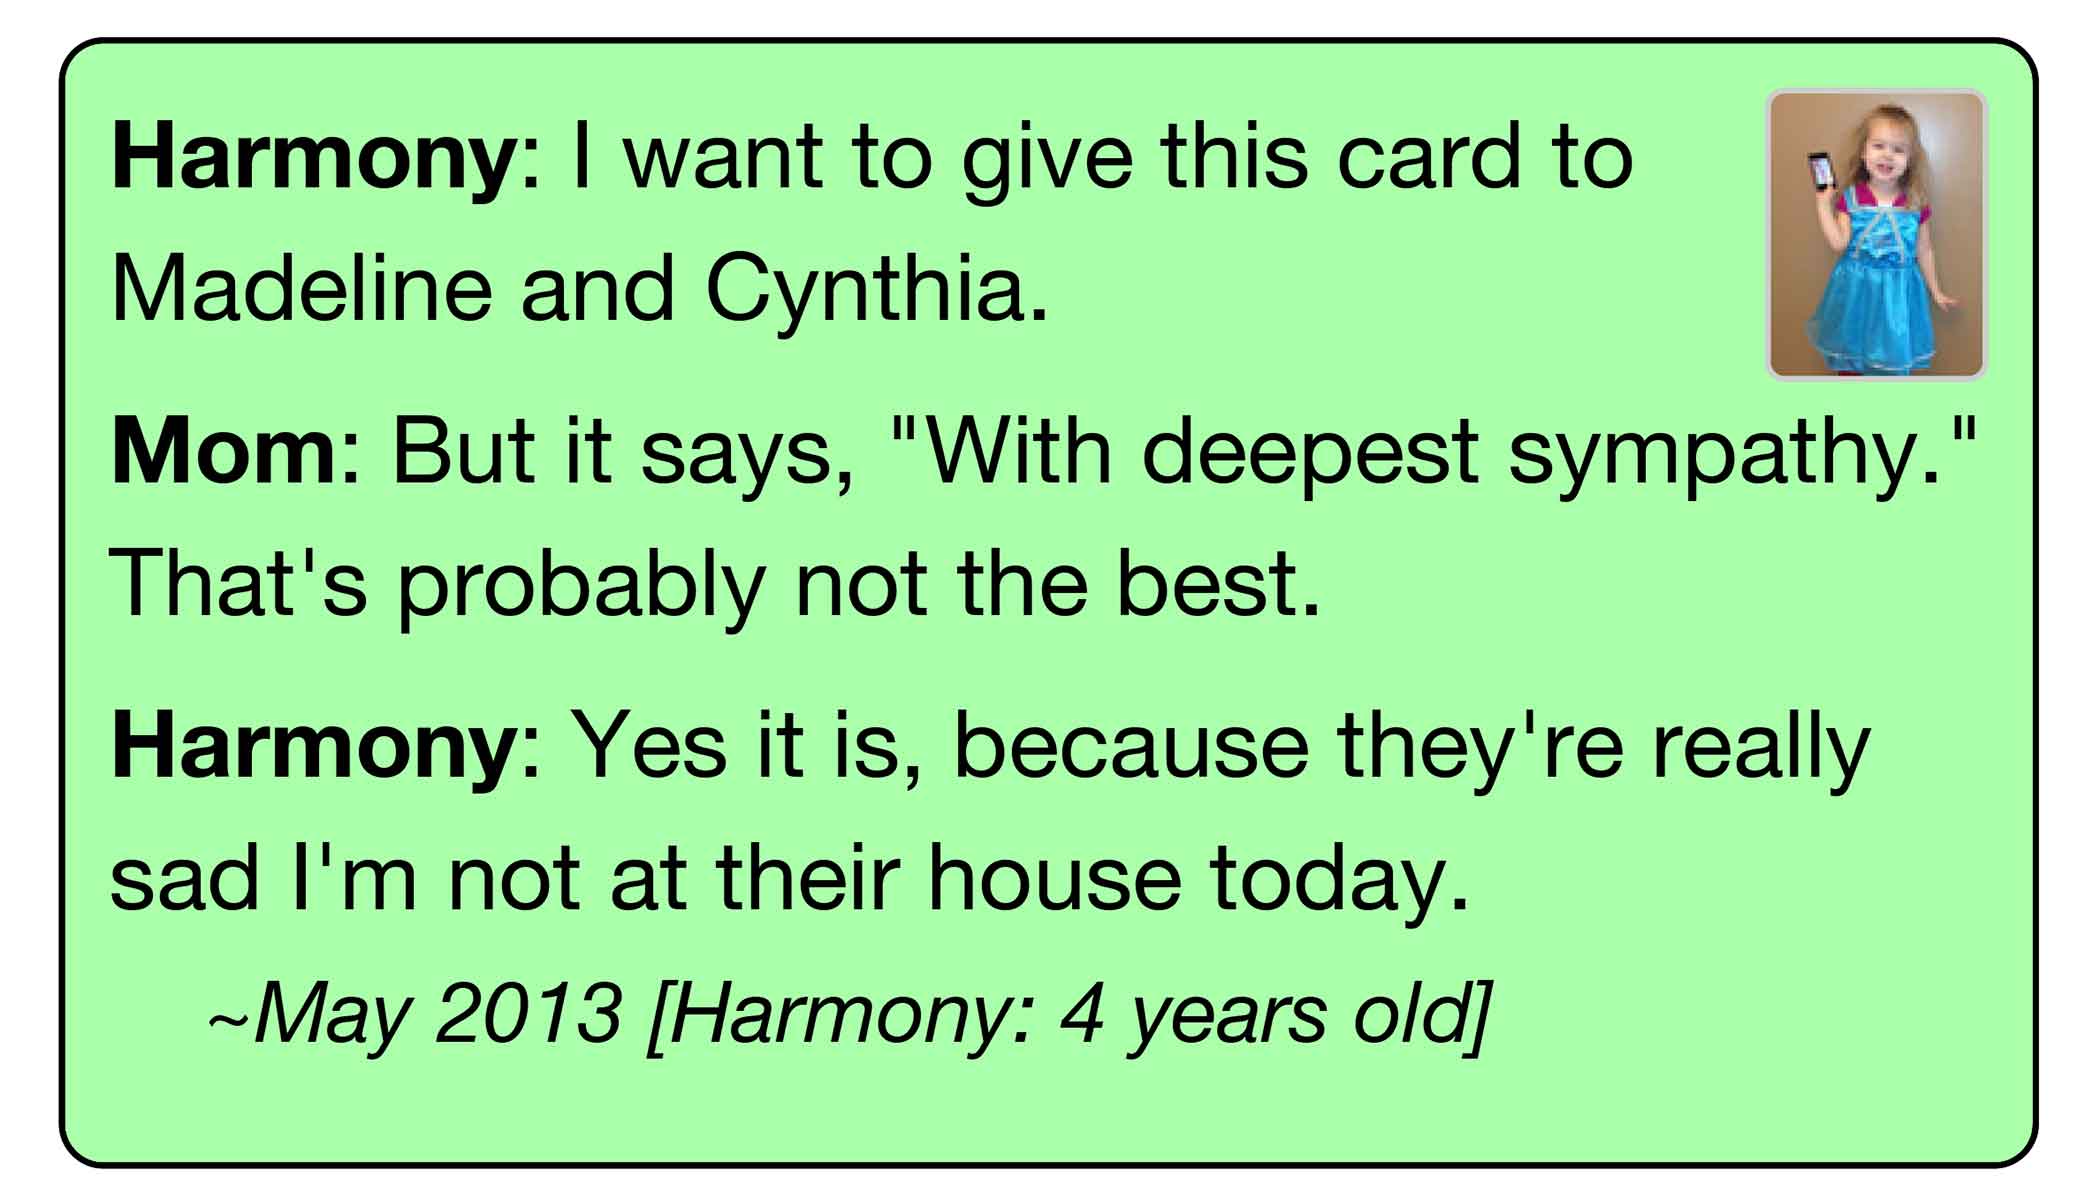 Harmony: I want to give this card to
Madeline and Cynthia.
Mom: But it says, "With deepest sympathy."
That's probably not the best.
Harmony: Yes it is, because they're really
sad I'm not at their house today.
~May 2013 [Harmony: 4 years old]